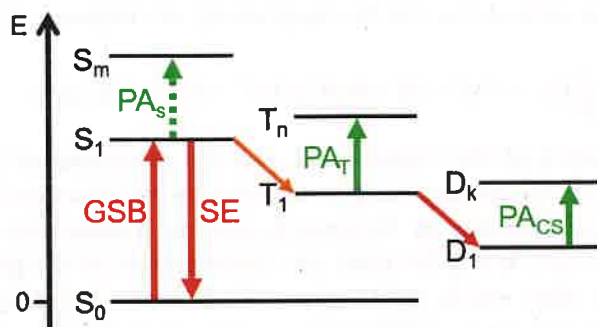 E
S_m
PA_s
S_1
T_n
PA_T
GSB
SE
T_1
D_k
PA_CS
D_1
0
S_0